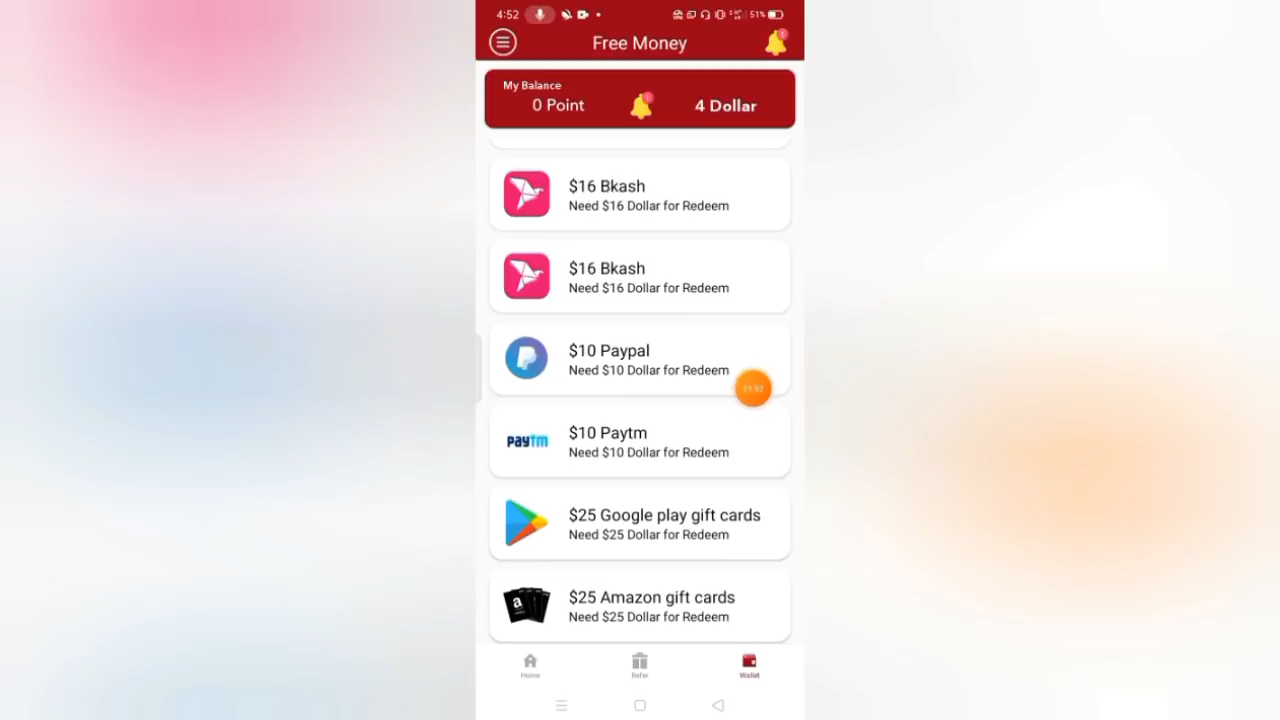 4:52
51%
Free Money
1
My Balance
0 Point
1
4 Dollar
$16 Bkash
Need $16 Dollar for Redeem
$16 Bkash
Need $16 Dollar for Redeem
$10 Paypal
Need $10 Dollar for Redeem
paytm
$10 Paytm
Need $10 Dollar for Redeem
$25 Google play gift cards
Need $25 Dollar for Redeem
a
$25 Amazon gift cards
Need $25 Dollar for Redeem
Home
Refer
Wallet